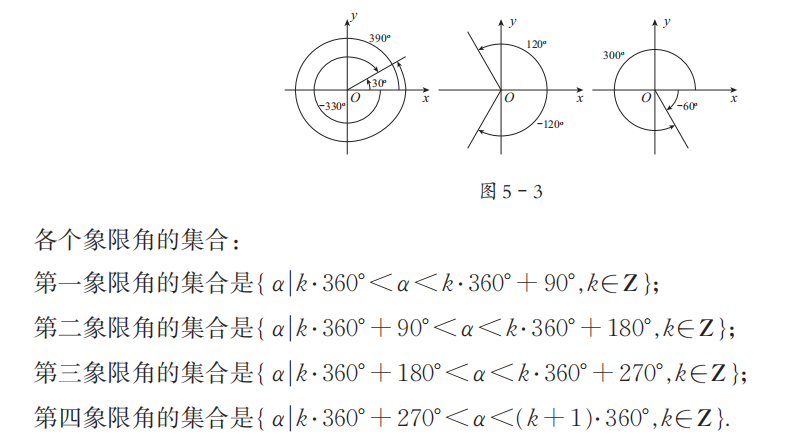 y
390°
30°
O
x
-330°
y
120°
O
x
-120°
y
300°
O
x
-60°
图 5-3
各个象限角的集合:
第一象限角的集合是{α|k·360°<α<k·360°+90°,k∈Z};
第二象限角的集合是{α|k·360°+90°<α<k·360°+180°,k∈Z};
第三象限角的集合是{α|k·360°+180°<α<k·360°+270°,k∈Z};
第四象限角的集合是{α|k·360°+270°<α<(k+1)·360°,k∈Z}.